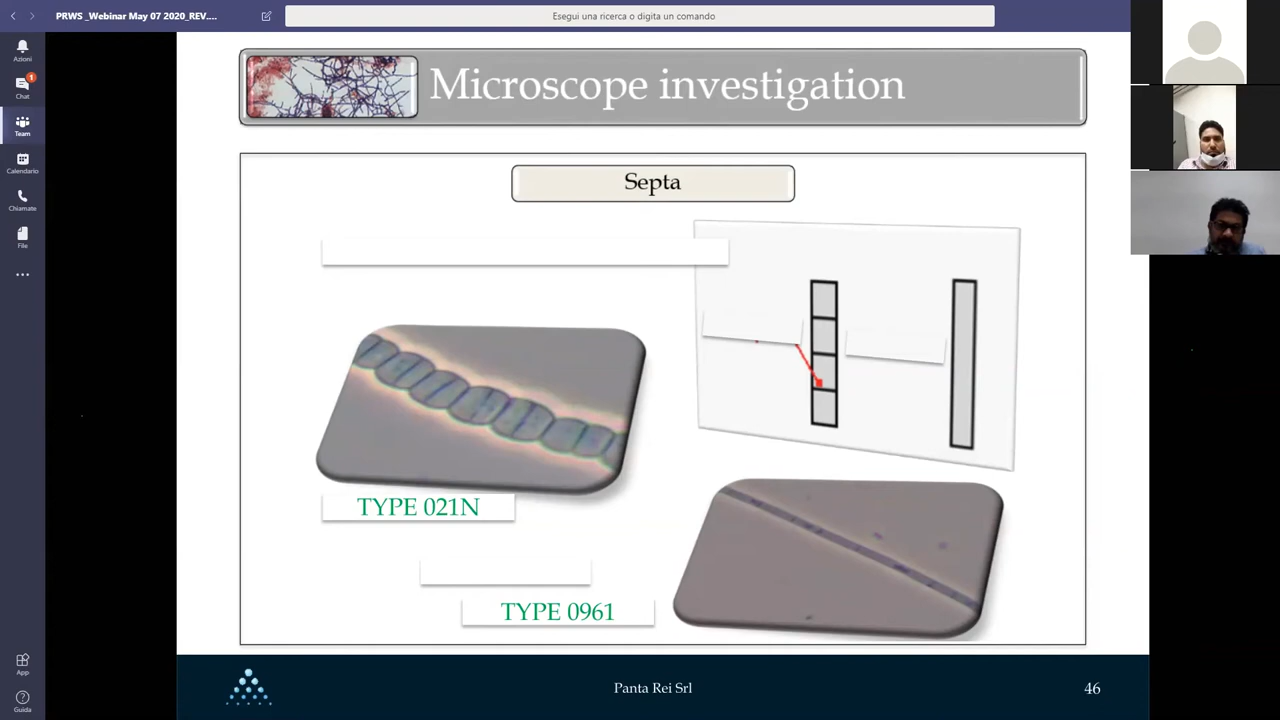 PRWS _Webinar May 07 2020_REV....
Esegui una ricerca o digita un comando
Azioni
Chat
1
Team
Calendario
Chiamate
File
App
Guida
Microscope investigation
Septa
TYPE 021N
TYPE 0961
Panta Rei Srl
46